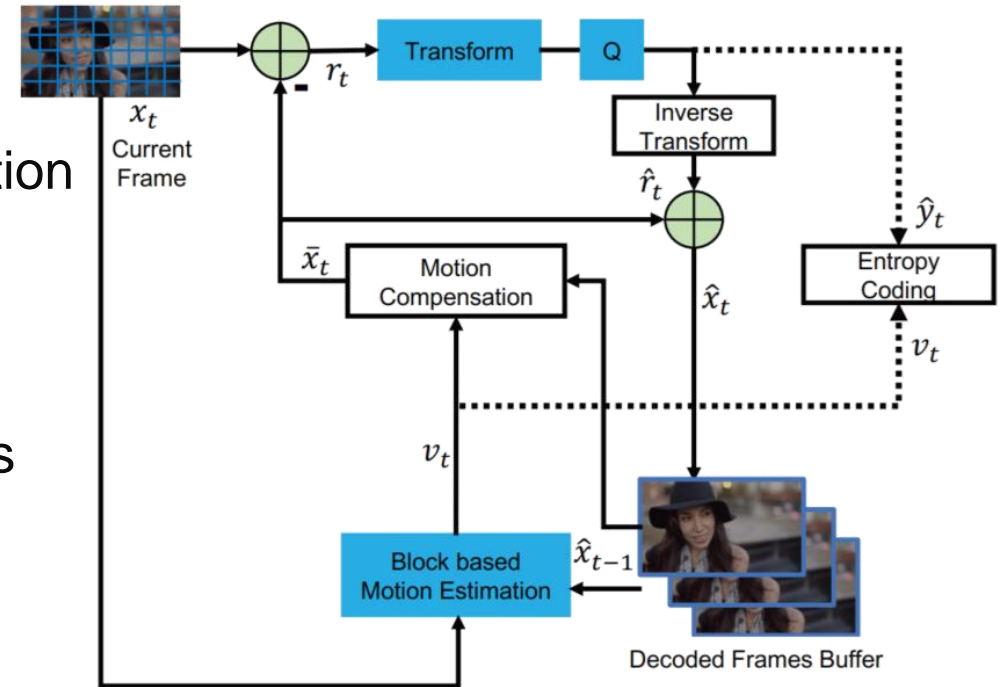 Transform
Q
r_t
-
x_t
Current
Frame
tion
Inverse
Transform
r̂_t
ŷ_t
x̄_t
Motion
Compensation
Entropy
Coding
x̂_t
v_t
s
v_t
Block based
Motion Estimation
x̂_{t-1}
Decoded Frames Buffer